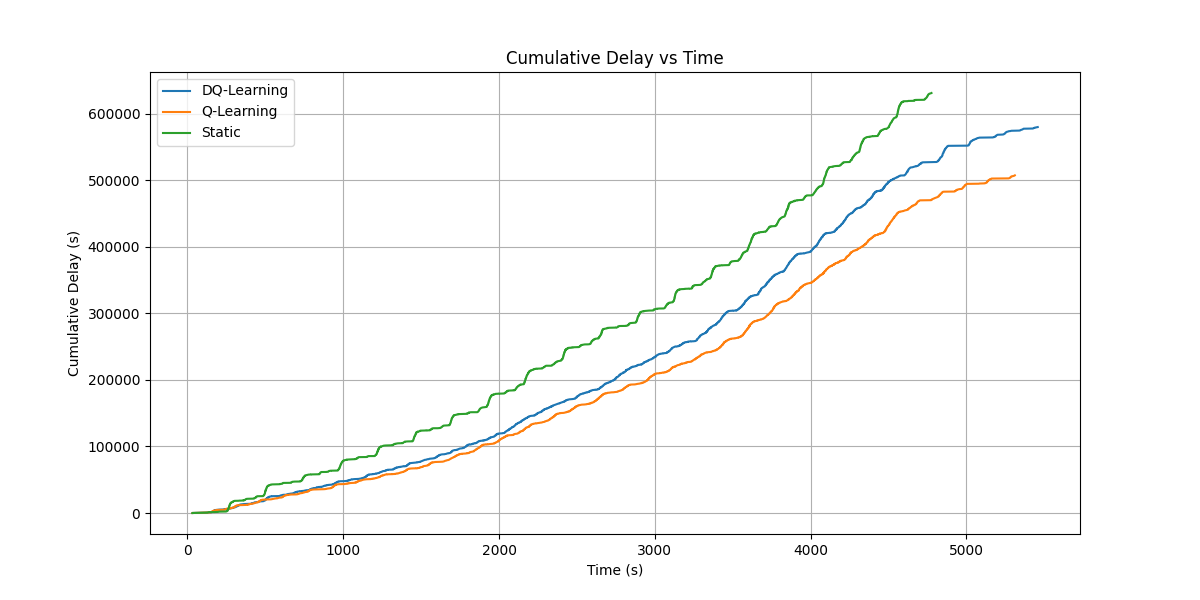 Cumulative Delay vs Time
DQ-Learning
Q-Learning
Static
Cumulative Delay (s)
600000
500000
400000
300000
200000
100000
0
0 1000 2000 3000 4000 5000
Time (s)